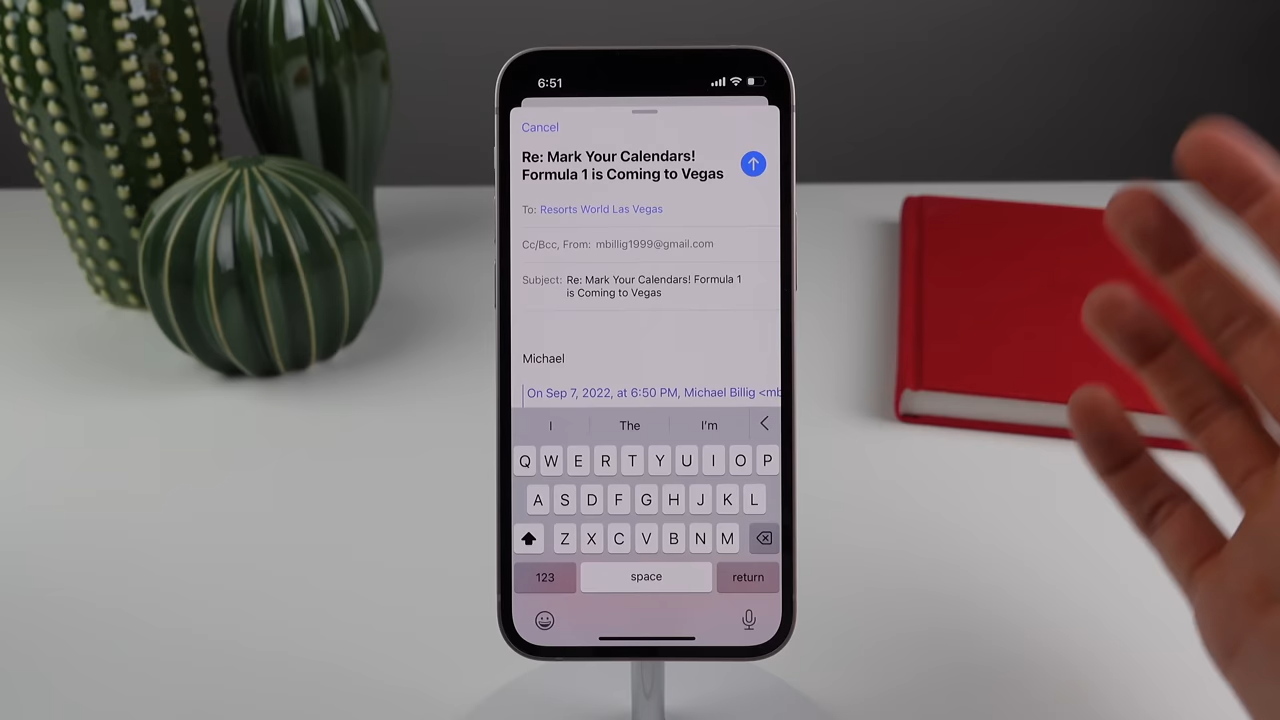 6:51
Cancel
Re: Mark Your Calendars!
Formula 1 is Coming to Vegas
To: Resorts World Las Vegas
Cc/Bcc, From: mbillig1999@gmail.com
Subject: Re: Mark Your Calendars! Formula 1
is Coming to Vegas
Michael
On Sep 7, 2022, at 6:50 PM, Michael Billig <mb
I The I'm
Q W E R T Y U I O P
A S D F G H J K L
Z X C V B N M
123 space return